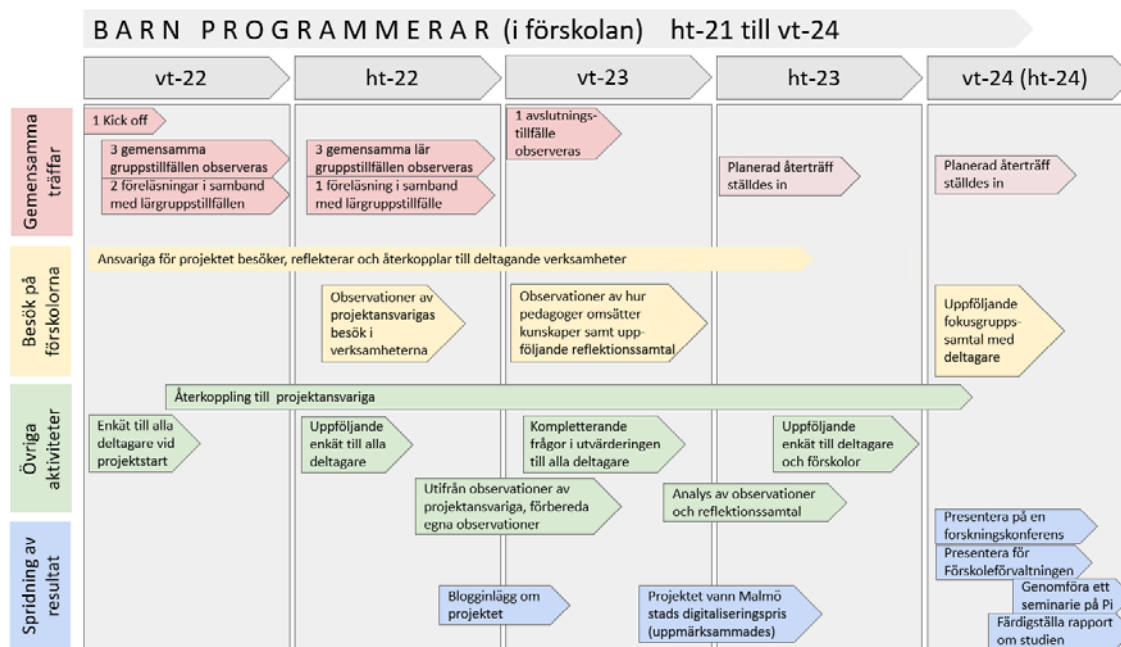 BARN PROGRAMMERAR (i förskolan) ht-21 till vt-24
vt-22
ht-22
vt-23
ht-23
vt-24 (ht-24)
Gemensamma
träffar
1 Kick off
3 gemensamma
gruppstillfällen observeras
2 föreläsningar i samband
med lärgruppstillfällen
3 gemensamma lär
gruppstillfällen observeras
1 föreläsning i samband
med lärgruppstillfälle
1 avslutnings-
tillfälle
observeras
Planerad återträff
ställdes in
Planerad återträff
ställdes in
Besök på
förskolorna
Ansvariga för projektet besöker, reflekterar och återkopplar till deltagande verksamheter
Observationer av
projektansvarigas
besök i
verksamheterna
Observationer av hur
pedagoger omsätter
kunskaper samt upp-
följande reflektionssamtal
Uppföljande
fokusgrupps-
samtal med
deltagare
Övriga
aktiviteter
Återkoppling till projektansvariga
Enkät till alla
deltagare vid
projektstart
Uppföljande
enkät till alla
deltagare
Kompletterande
frågor i utvärderingen
till alla deltagare
Uppföljande
enkät till deltagare
och förskolor
Utifrån observationer av
projektansvariga, förbereda
egna observationer
Analys av observationer
och reflektionssamtal
Spridning av
resultat
Presentera på en
forskningskonferens
Presentera för
Förskoleförvaltningen
Blogginlägg om
projektet
Projektet vann Malmö
stads digitaliseringspris
(uppmärksammades)
Genomföra ett
seminarie på Pi
Färdigställa rapport
om studien